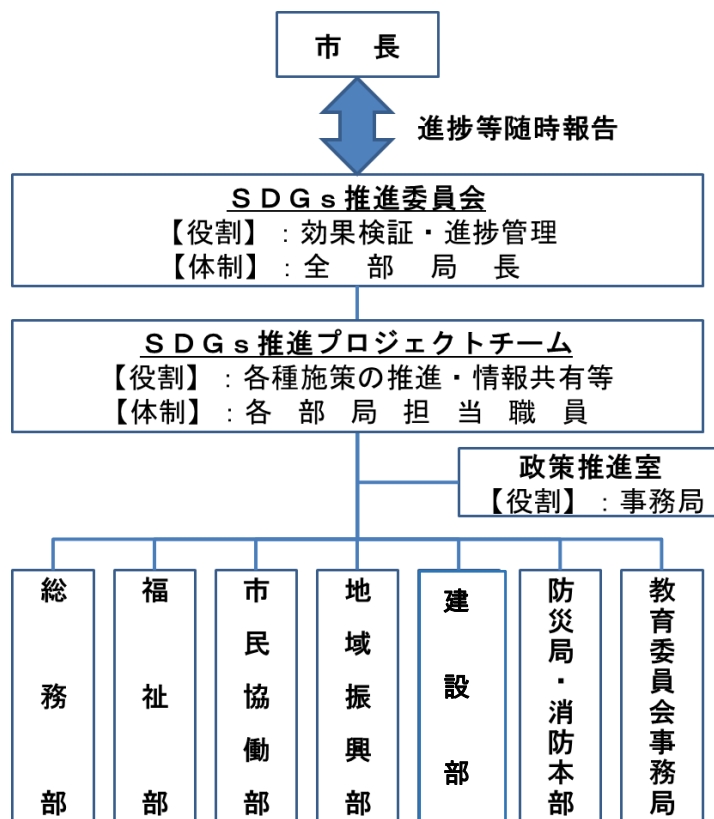 市　長
進捗等随時報告
ＳＤＧｓ推進委員会
【役割】：効果検証・進捗管理
【体制】：全　部　局　長
ＳＤＧｓ推進プロジェクトチーム
【役割】：各種施策の推進・情報共有等
【体制】：各　部　局　担　当　職　員
政策推進室
【役割】：事務局
総務部
福祉部
市民協働部
地域振興部
建設部
防災局・消防本部
教育委員会事務局